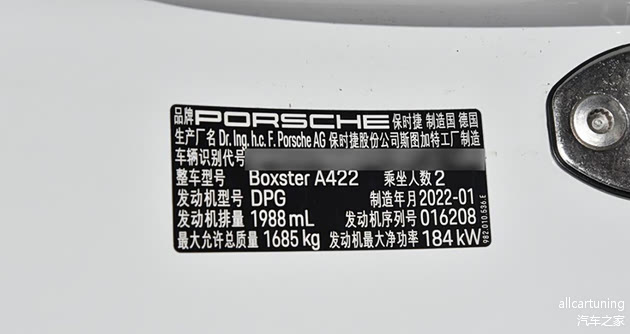 品牌 PORSCHE 保时捷 制造国 德国
生产厂名 Dr. Ing. h.c. F. Porsche AG 保时捷股份公司斯图加特工厂制造
车辆识别代号
整车型号 Boxster A422 乘坐人数 2
发动机型号 DPG 制造年月 2022-01
发动机排量 1988 mL 发动机序列号 016208
最大允许总质量 1685 kg 发动机最大净功率 184 kW
982.010.536.E
allcartuning
汽车之家